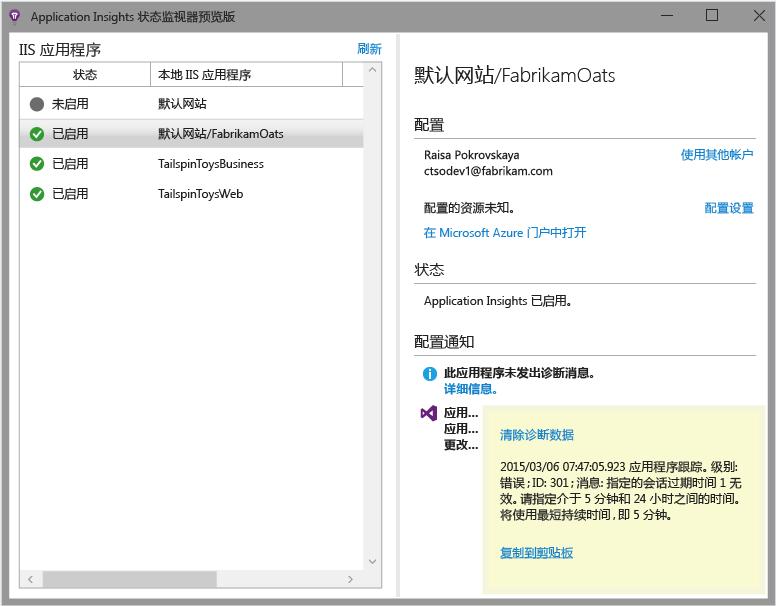 Application Insights 状态监视器预览版
IIS 应用程序
刷新
状态
本地 IIS 应用程序
未启用
默认网站
已启用
默认网站/FabrikamOats
已启用
TailspinToysBusiness
已启用
TailspinToysWeb
默认网站/FabrikamOats
配置
Raisa Pokrovskaya
使用其他帐户
ctsodev1@fabrikam.com
配置的资源未知。
配置设置
在 Microsoft Azure 门户中打开
状态
Application Insights 已启用。
配置通知
此应用程序未发出诊断消息。
详细信息。
应用...
应用...
更改...
清除诊断数据
2015/03/06 07:47:05.923 应用程序跟踪。级别:
错误; ID: 301; 消息: 指定的会话过期时间 1 无
效。请指定介于 5 分钟和 24 小时之间的时间。
将使用最短持续时间, 即 5 分钟。
复制到剪贴板